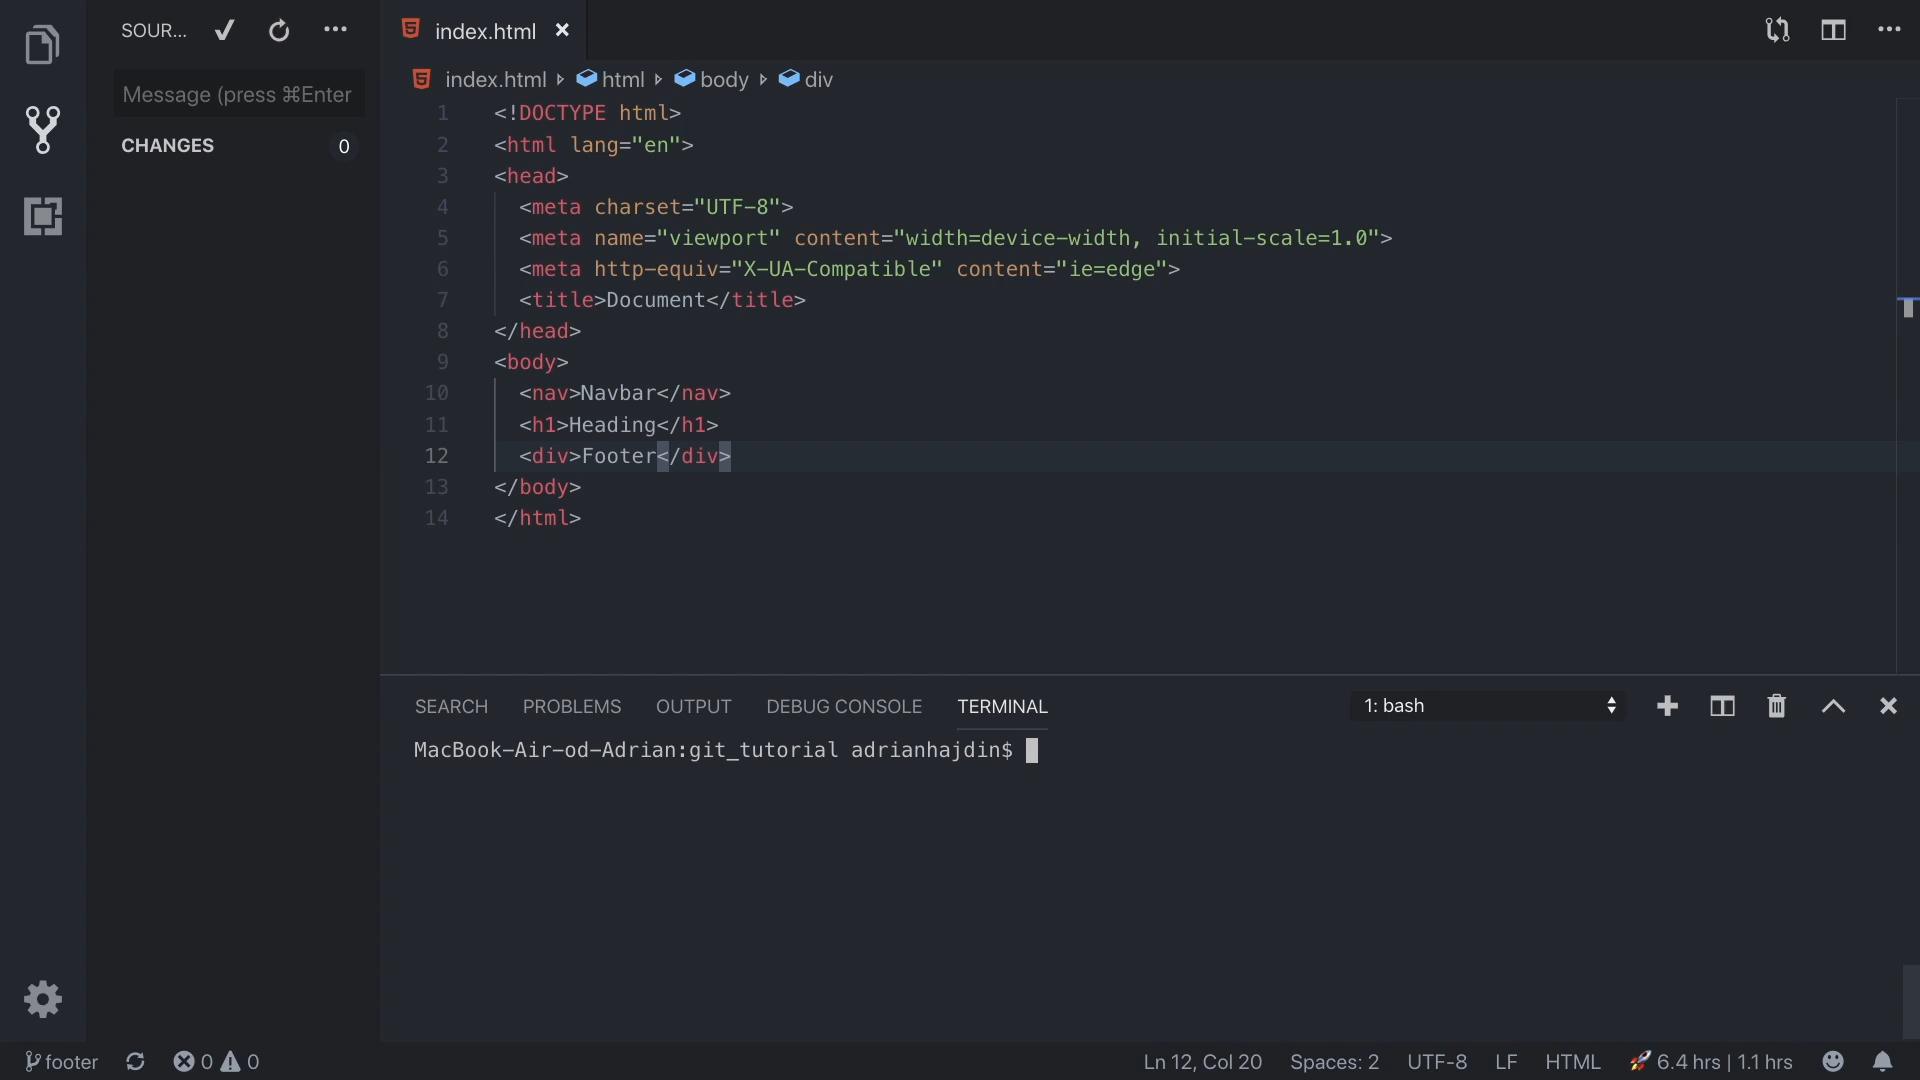 SOUR...
index.html
Message (press ⌘Enter
CHANGES 0
index.html html body div
1 <!DOCTYPE html>
2 <html lang="en">
3 <head>
4 <meta charset="UTF-8">
5 <meta name="viewport" content="width=device-width, initial-scale=1.0">
6 <meta http-equiv="X-UA-Compatible" content="ie=edge">
7 <title>Document</title>
8 </head>
9 <body>
10 <nav>Navbar</nav>
11 <h1>Heading</h1>
12 <div>Footer</div>
13 </body>
14 </html>
SEARCH PROBLEMS OUTPUT DEBUG CONSOLE TERMINAL 1: bash
MacBook-Air-od-Adrian:git_tutorial adrianhajdin$
footer 0 0 Ln 12, Col 20 Spaces: 2 UTF-8 LF HTML 🚀 6.4 hrs | 1.1 hrs